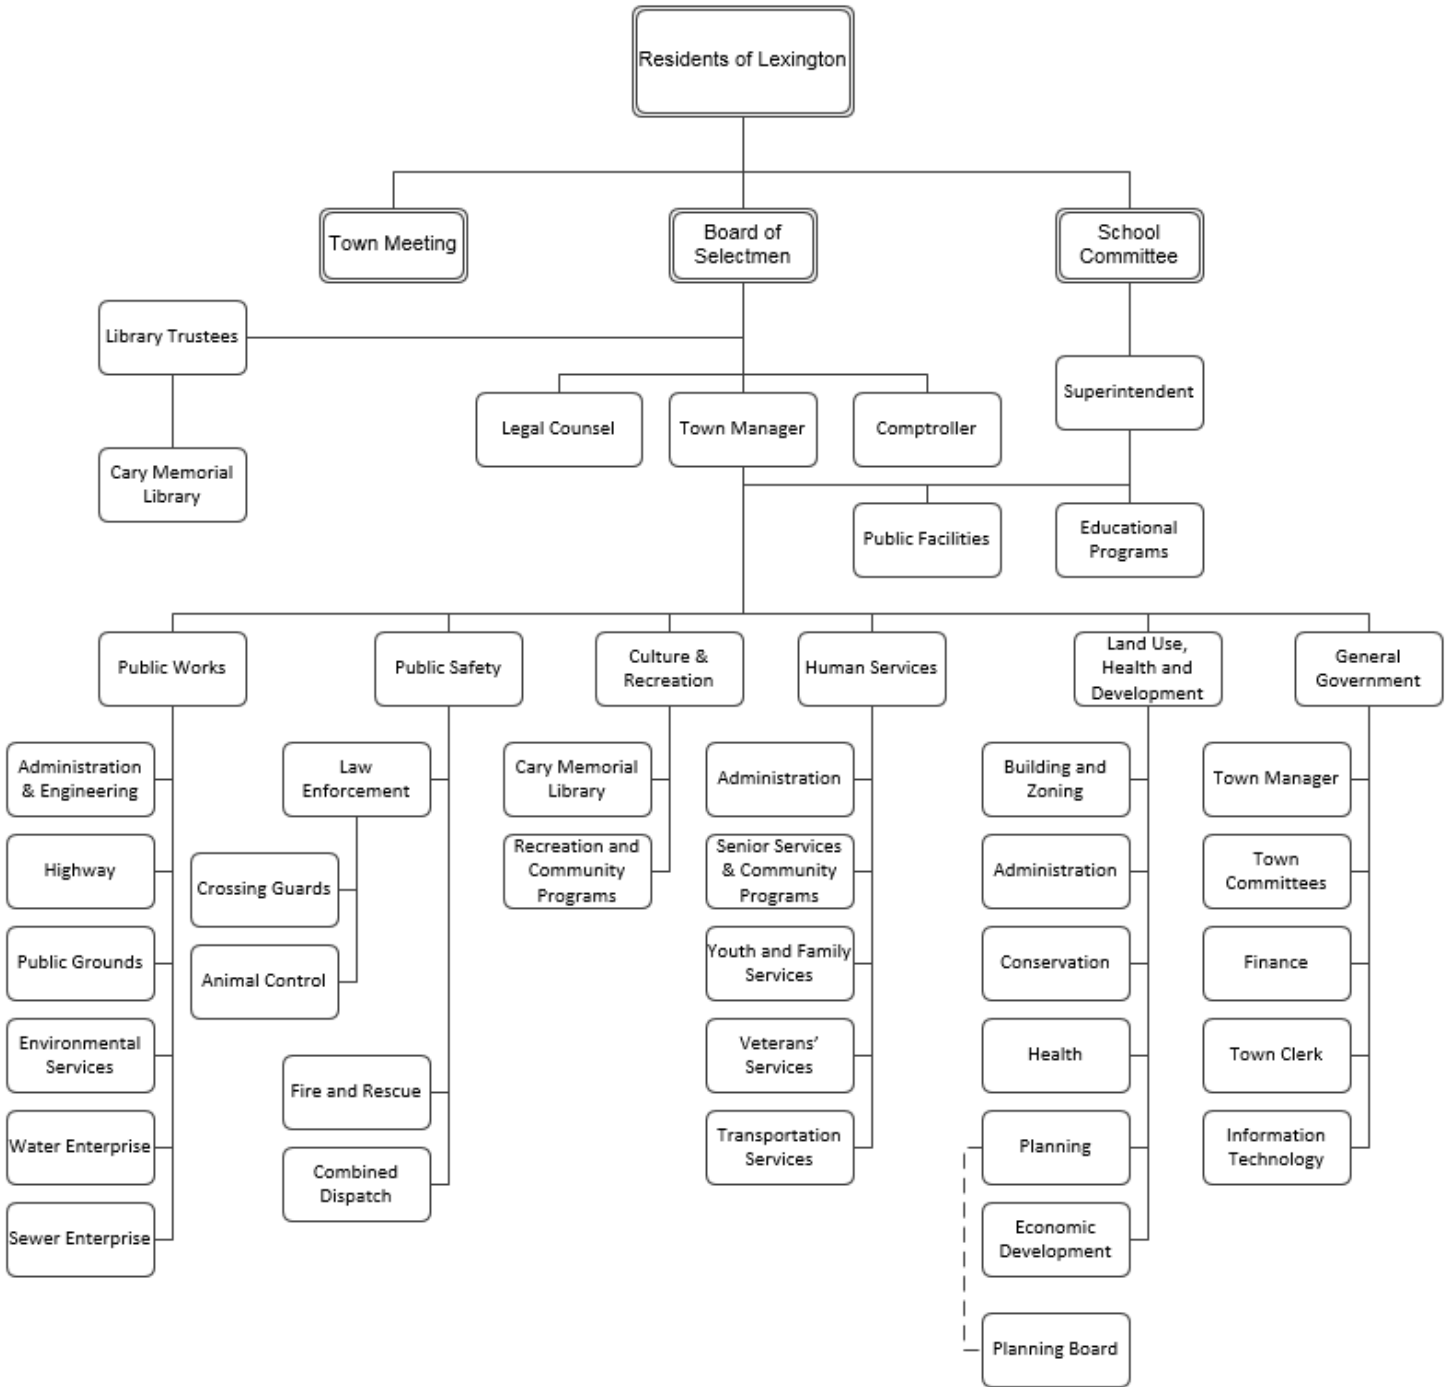 Residents of Lexington
Town Meeting
Board of
Selectmen
School
Committee
Library Trustees
Superintendent
Legal Counsel
Town Manager
Comptroller
Cary Memorial
Library
Public Facilities
Educational
Programs
Public Works
Public Safety
Culture &
Recreation
Human Services
Land Use,
Health and
Development
General
Government
Administration
& Engineering
Highway
Public Grounds
Environmental
Services
Water Enterprise
Sewer Enterprise
Law
Enforcement
Crossing Guards
Animal Control
Fire and Rescue
Combined
Dispatch
Cary Memorial
Library
Recreation and
Community
Programs
Administration
Senior Services
& Community
Programs
Youth and Family
Services
Veterans’
Services
Transportation
Services
Building and
Zoning
Administration
Conservation
Health
Planning
Economic
Development
Planning Board
Town Manager
Town
Committees
Finance
Town Clerk
Information
Technology